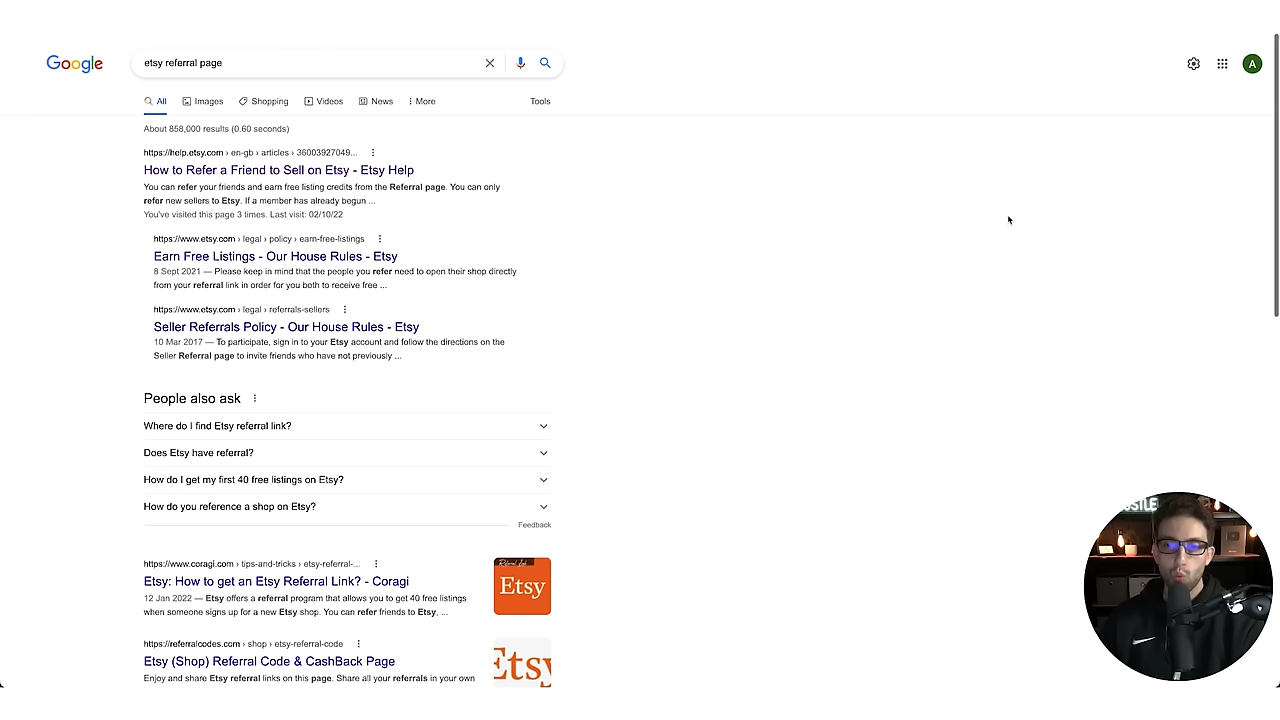 Google
etsy referral page
All Images Shopping Videos News More Tools
About 858,000 results (0.60 seconds)
https://help.etsy.com › en-gb › articles › 36003927049...
How to Refer a Friend to Sell on Etsy - Etsy Help
You can refer your friends and earn free listing credits from the Referral page. You can only
refer new sellers to Etsy. If a member has already begun ...
You've visited this page 3 times. Last visit: 02/10/22
https://www.etsy.com › legal › policy › earn-free-listings
Earn Free Listings - Our House Rules - Etsy
8 Sept 2021 — Please keep in mind that the people you refer need to open their shop directly
from your referral link in order for you both to receive free ...
https://www.etsy.com › legal › referrals-sellers
Seller Referrals Policy - Our House Rules - Etsy
10 Mar 2017 — To participate, sign in to your Etsy account and follow the directions on the
Seller Referral page to invite friends who have not previously ...
People also ask
Where do I find Etsy referral link?
Does Etsy have referral?
How do I get my first 40 free listings on Etsy?
How do you reference a shop on Etsy?
Feedback
https://www.coragi.com › tips-and-tricks › etsy-referral-...
Etsy: How to get an Etsy Referral Link? - Coragi
12 Jan 2022 — Etsy offers a referral program that allows you to get 40 free listings
when someone signs up for a new Etsy shop. You can refer friends to Etsy, ...
Referral Link
Etsy
https://referralcodes.com › shop › etsy-referral-code
Etsy (Shop) Referral Code & CashBack Page
Enjoy and share Etsy referral links on this page. Share all your referrals in your own
Etsy
A